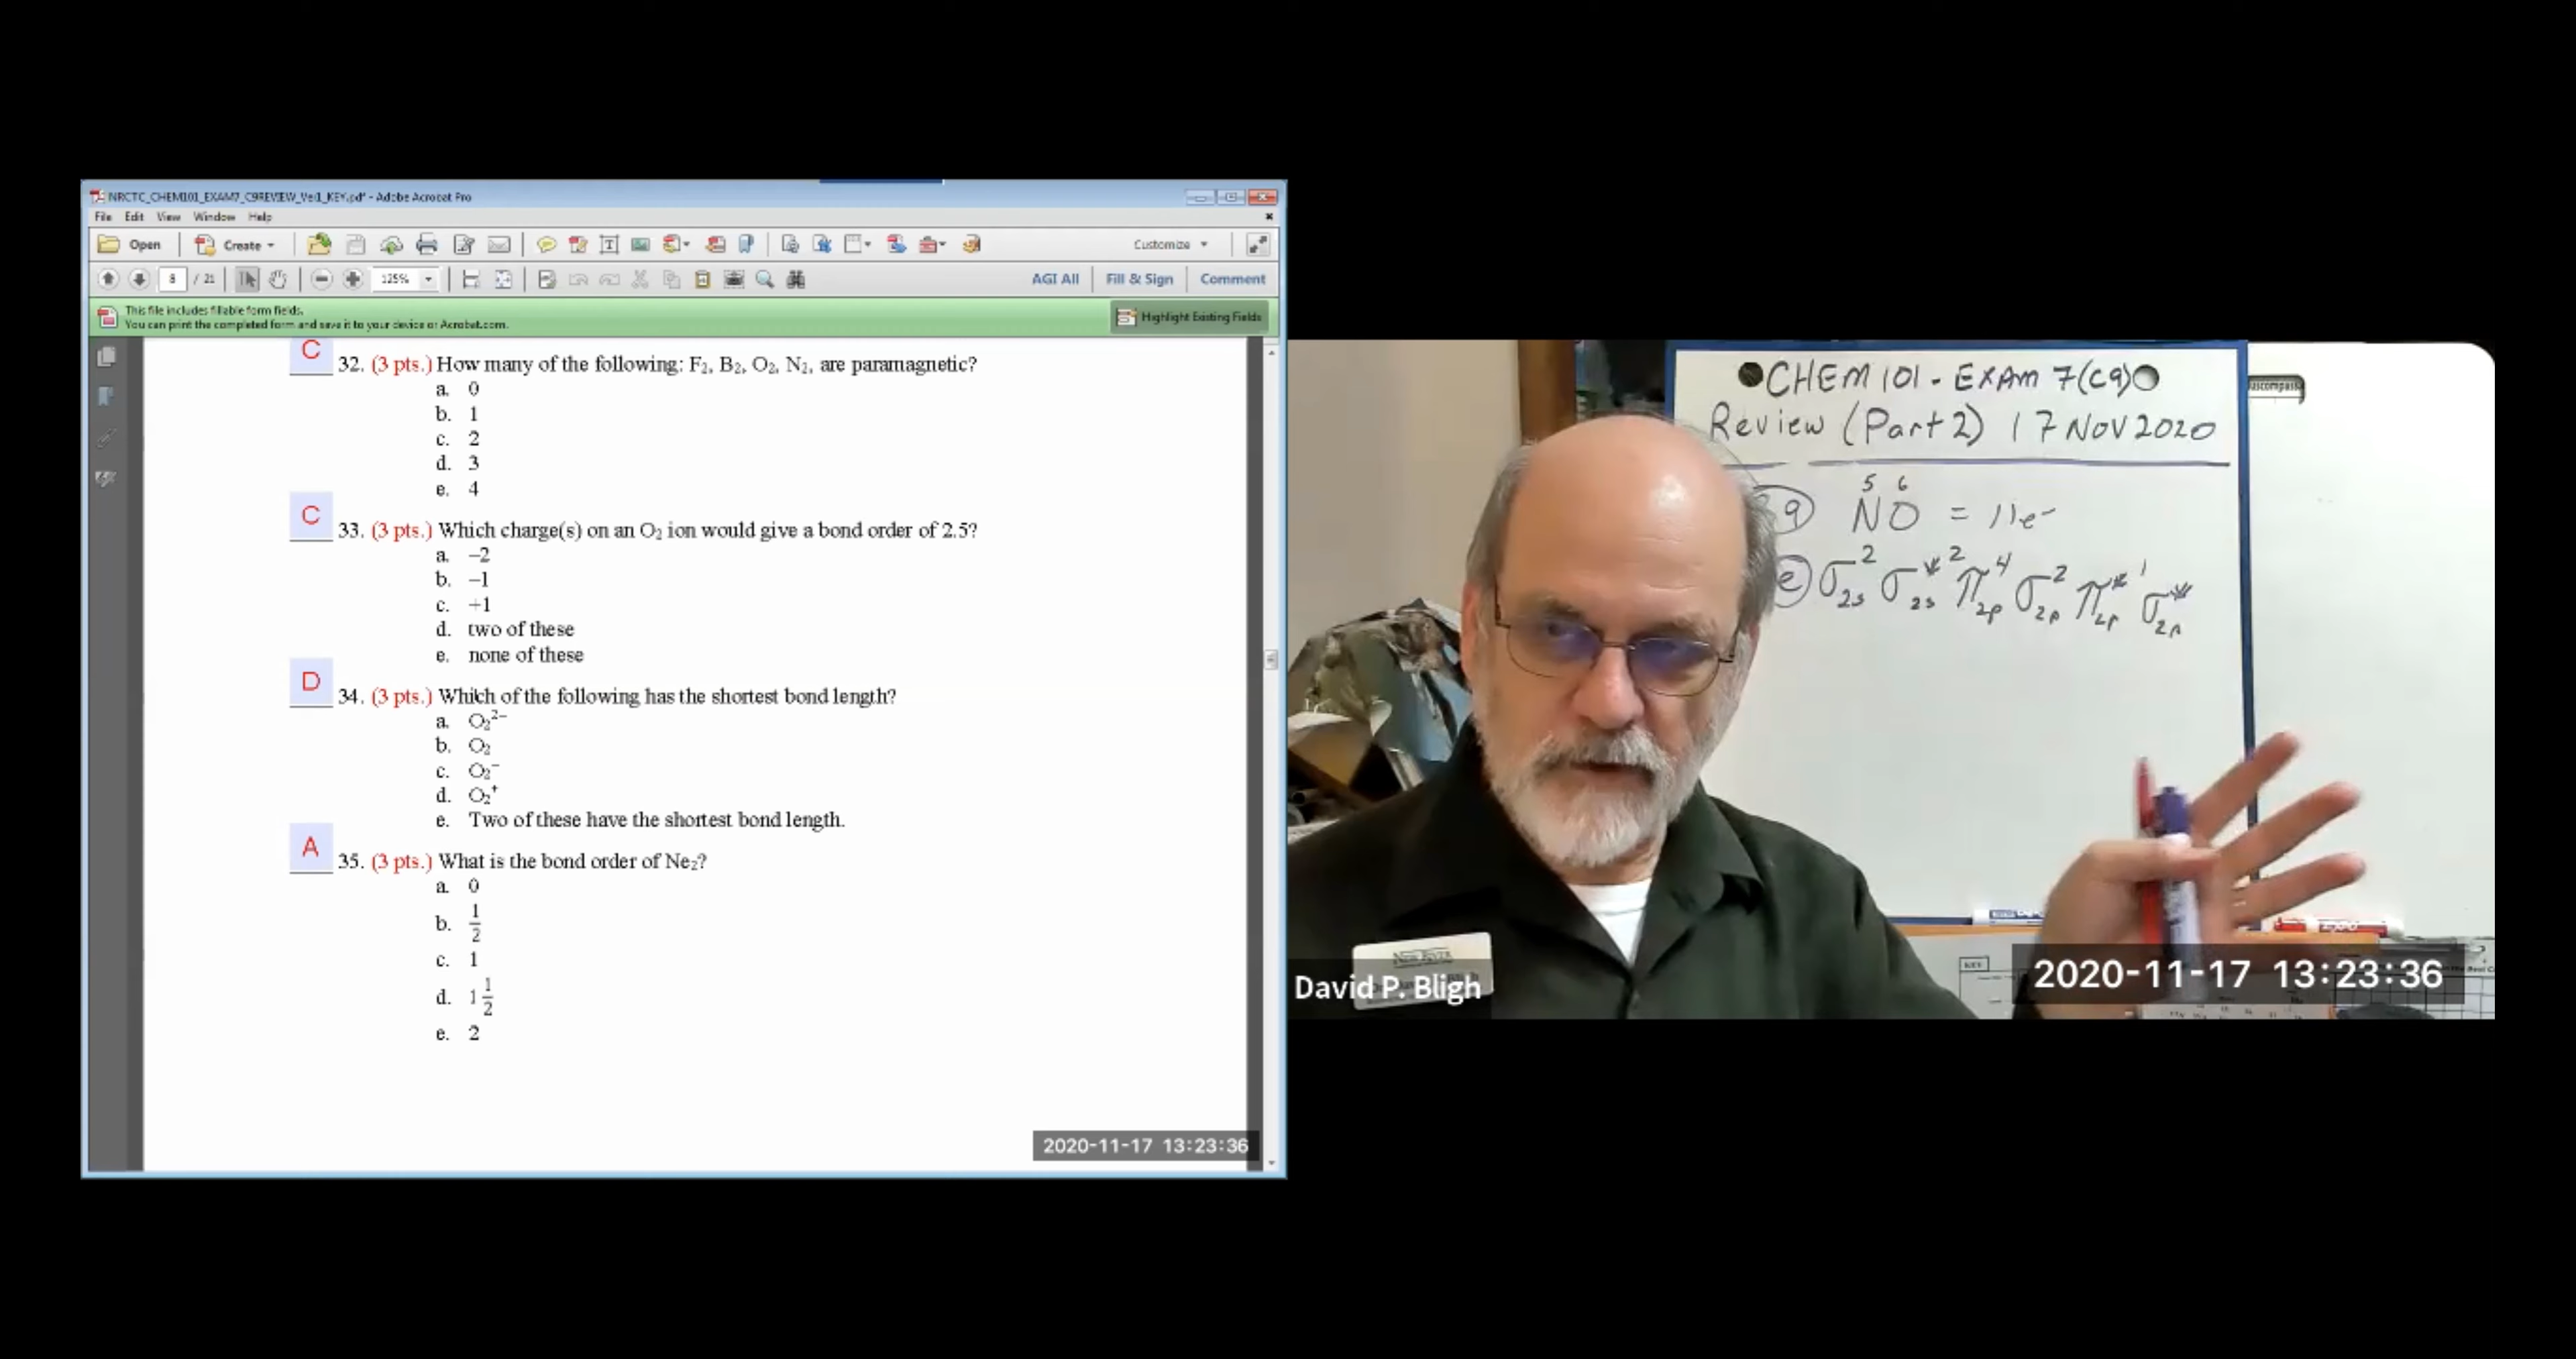 NRCTC_CHEM101_EXAM7_C9REVIEW_Ver1_KEY.pdf* - Adobe Acrobat Pro
File Edit View Window Help
Open Create Customize
8 / 21 125% AGI All Fill & Sign Comment
This file includes fillable form fields.
You can print the completed form and save it to your device or Acrobat.com.
Highlight Existing Fields
C 32. (3 pts.) How many of the following: F₂, B₂, O₂, N₂, are paramagnetic?
a. 0
b. 1
c. 2
d. 3
e. 4
C 33. (3 pts.) Which charge(s) on an O₂ ion would give a bond order of 2.5?
a. –2
b. –1
c. +1
d. two of these
e. none of these
D 34. (3 pts.) Which of the following has the shortest bond length?
a. O₂²⁻
b. O₂
c. O₂⁻
d. O₂⁺
e. Two of these have the shortest bond length.
A 35. (3 pts.) What is the bond order of Ne₂?
a. 0
b. 1/2
c. 1
d. 1 1/2
e. 2
2020-11-17 13:23:36
CHEM 101 - EXAM 7 (C9)
Review (Part 2) 17 NOV 2020
5 6
9) NO = 11e-
e) σ2s² σ2s*² π2p⁴ σ2p² π2p*¹ σ2p*
New River
David P. Bligh
2020-11-17 13:23:36
KEY